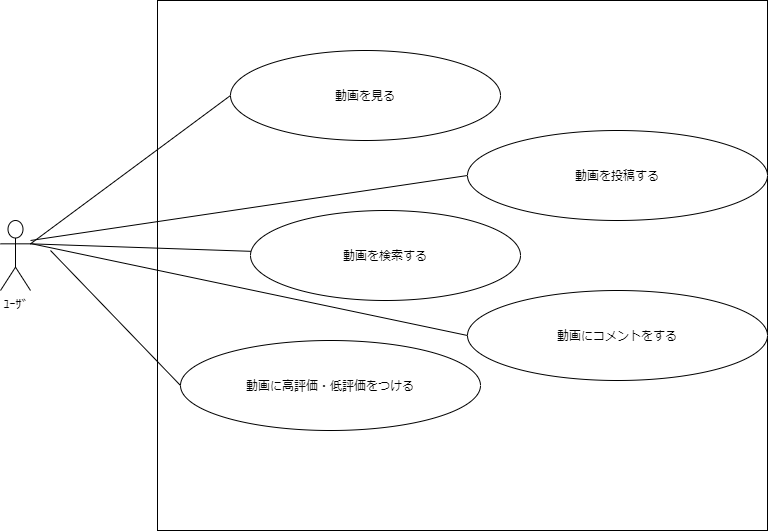 動画を見る
動画を投稿する
動画を検索する
ﾕｰｻﾞ
動画にコメントをする
動画に高評価・低評価をつける